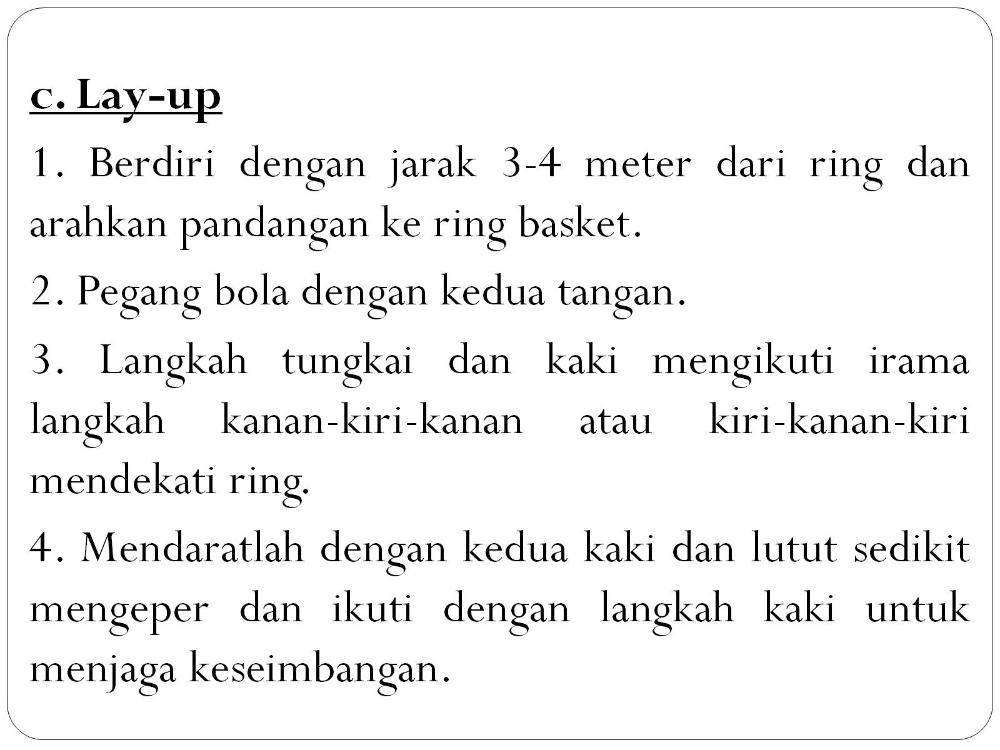 c. Lay-up
1. Berdiri dengan jarak 3-4 meter dari ring dan
arahkan pandangan ke ring basket.
2. Pegang bola dengan kedua tangan.
3. Langkah tungkai dan kaki mengikuti irama
langkah kanan-kiri-kanan atau kiri-kanan-kiri
mendekati ring.
4. Mendaratlah dengan kedua kaki dan lutut sedikit
mengeper dan ikuti dengan langkah kaki untuk
menjaga keseimbangan.